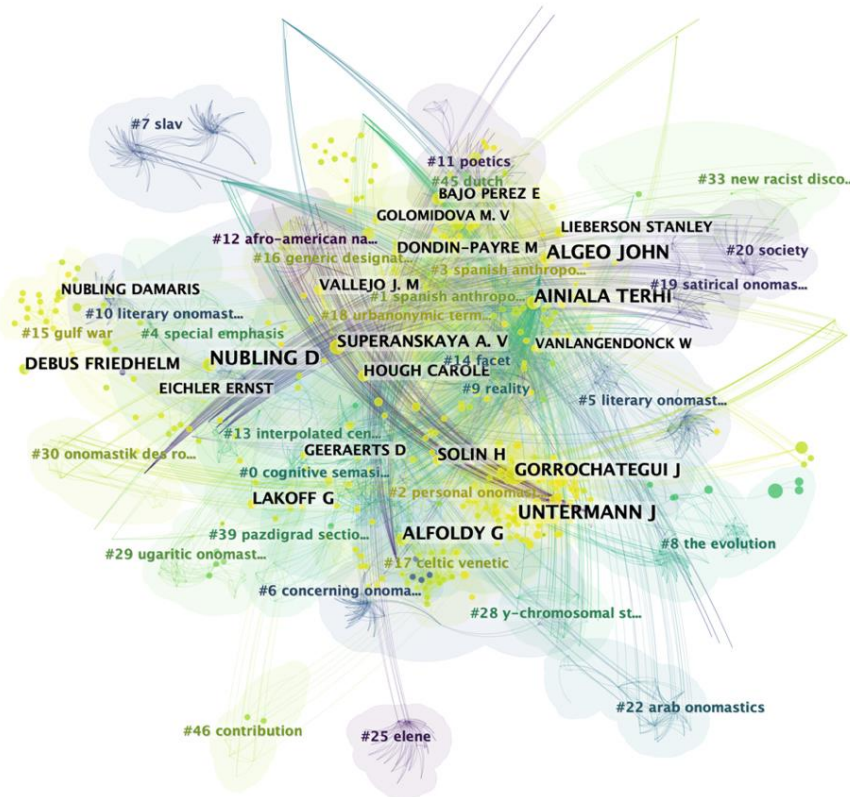 #7 slav
#11 poetics
#45 dutch
#33 new racist disco...
BAJO PEREZ E
GOLOMIDOVA M. V
LIEBERSON STANLEY
#12 afro-american na...
DONDIN-PAYRE M
ALGEO JOHN
#20 society
#16 generic designat...
#3 spanish anthropo...
VALLEJO J. M
#19 satirical onomas...
NUBLING DAMARIS
#1 spanish anthropo...
AINIALA TERHI
#10 literary onomast...
#18 urbanonymic term...
#15 gulf war
#4 special emphasis
SUPERANSKAYA A. V
VANLANGENDONCK W
DEBUS FRIEDHELM
NUBLING D
#14 facet
HOUGH CAROLE
EICHLER ERNST
#9 reality
#5 literary onomast...
#13 interpolated cen...
#30 onomastik des ro...
GEERAERTS D
SOLIN H
#0 cognitive semasi...
GORROCHATEGUI J
LAKOFF G
#2 personal onomast...
UNTERMANN J
#39 pazdigrad sectio...
ALFOLDY G
#8 the evolution
#29 ugaritic onomast...
#17 celtic venetic
#6 concerning onoma...
#28 y-chromosomal st...
#22 arab onomastics
#46 contribution
#25 elene